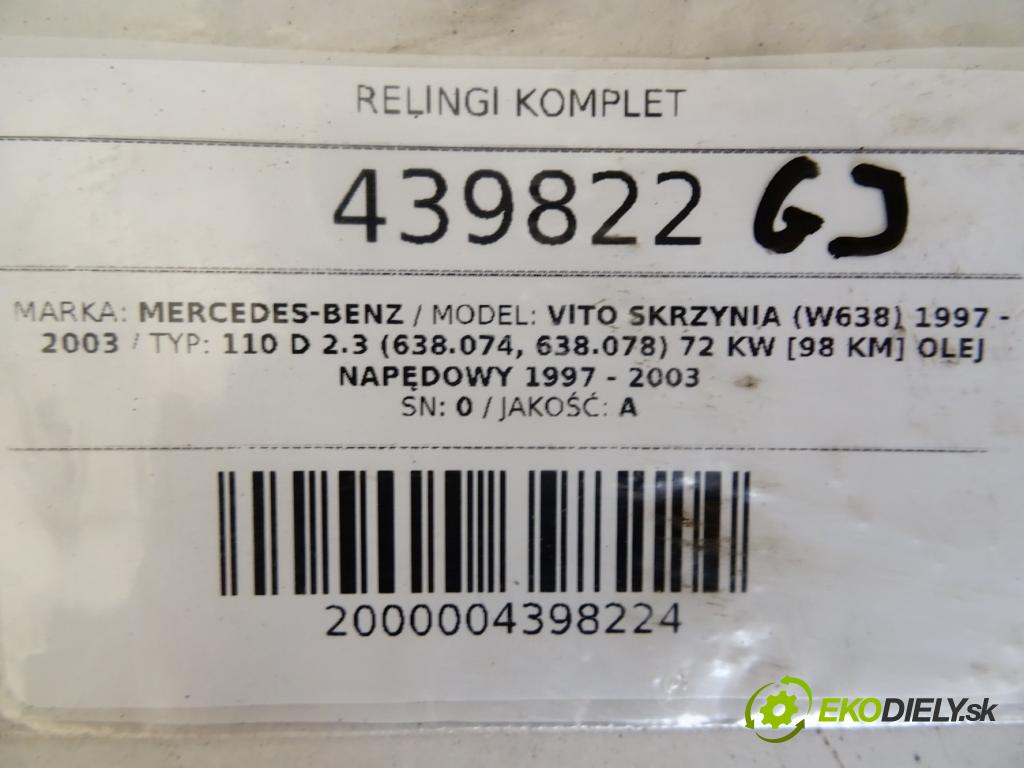 RELINGI KOMPLET
439822 GJ
MARKA: MERCEDES-BENZ / MODEL: VITO SKRZYNIA (W638) 1997 -
2003 / TYP: 110 D 2.3 (638.074, 638.078) 72 KW [98 KM] OLEJ
NAPĘDOWY 1997 - 2003
SN: 0 / JAKOŚĆ: A
2000004398224
EKODIELY.sk